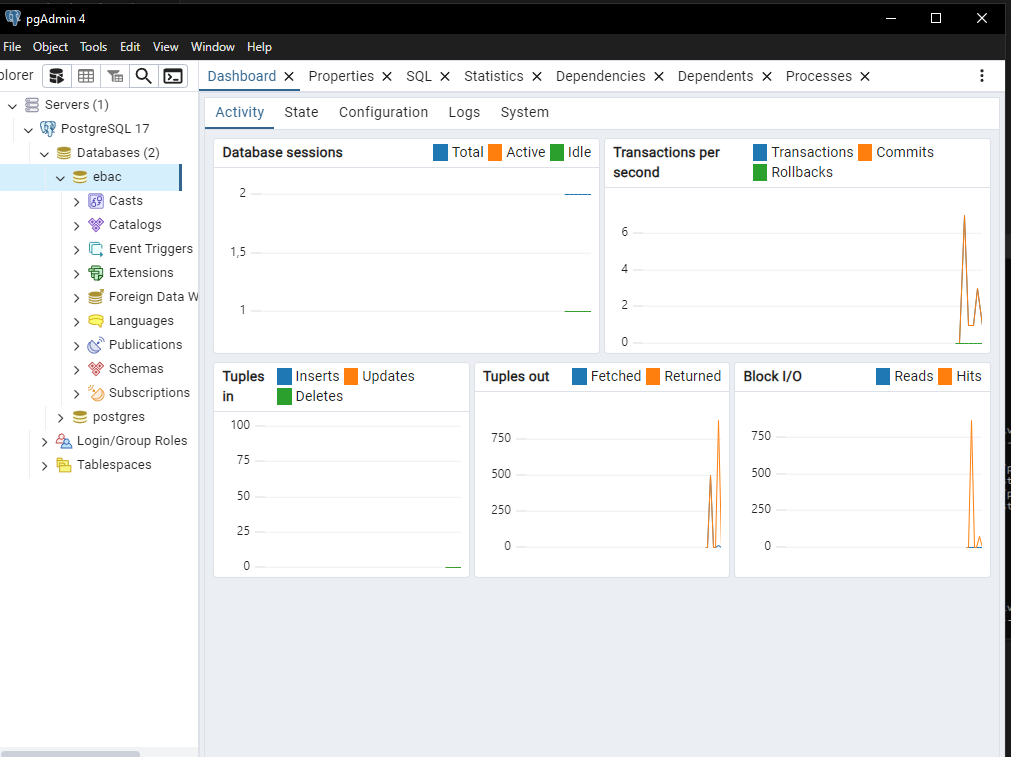 pgAdmin 4
File Object Tools Edit View Window Help
plorer
Dashboard Properties SQL Statistics Dependencies Dependents Processes
Servers (1)
PostgreSQL 17
Databases (2)
ebac
Casts
Catalogs
Event Triggers
Extensions
Foreign Data W
Languages
Publications
Schemas
Subscriptions
postgres
Login/Group Roles
Tablespaces
Activity State Configuration Logs System
Database sessions Total Active Idle
2
1,5
1
Transactions per second Transactions Commits
Rollbacks
6
4
2
0
Tuples in Inserts Updates
Deletes
100
75
50
25
0
Tuples out Fetched Returned
750
500
250
0
Block I/O Reads Hits
750
500
250
0